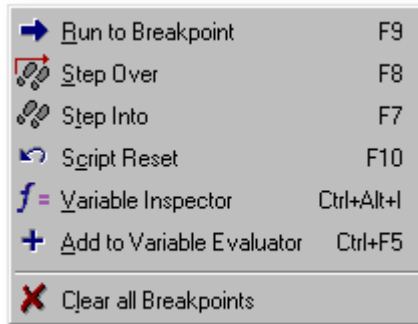 Run to Breakpoint F9
Step Over F8
Step Into F7
Script Reset F10
Variable Inspector Ctrl+Alt+I
Add to Variable Evaluator Ctrl+F5
Clear all Breakpoints